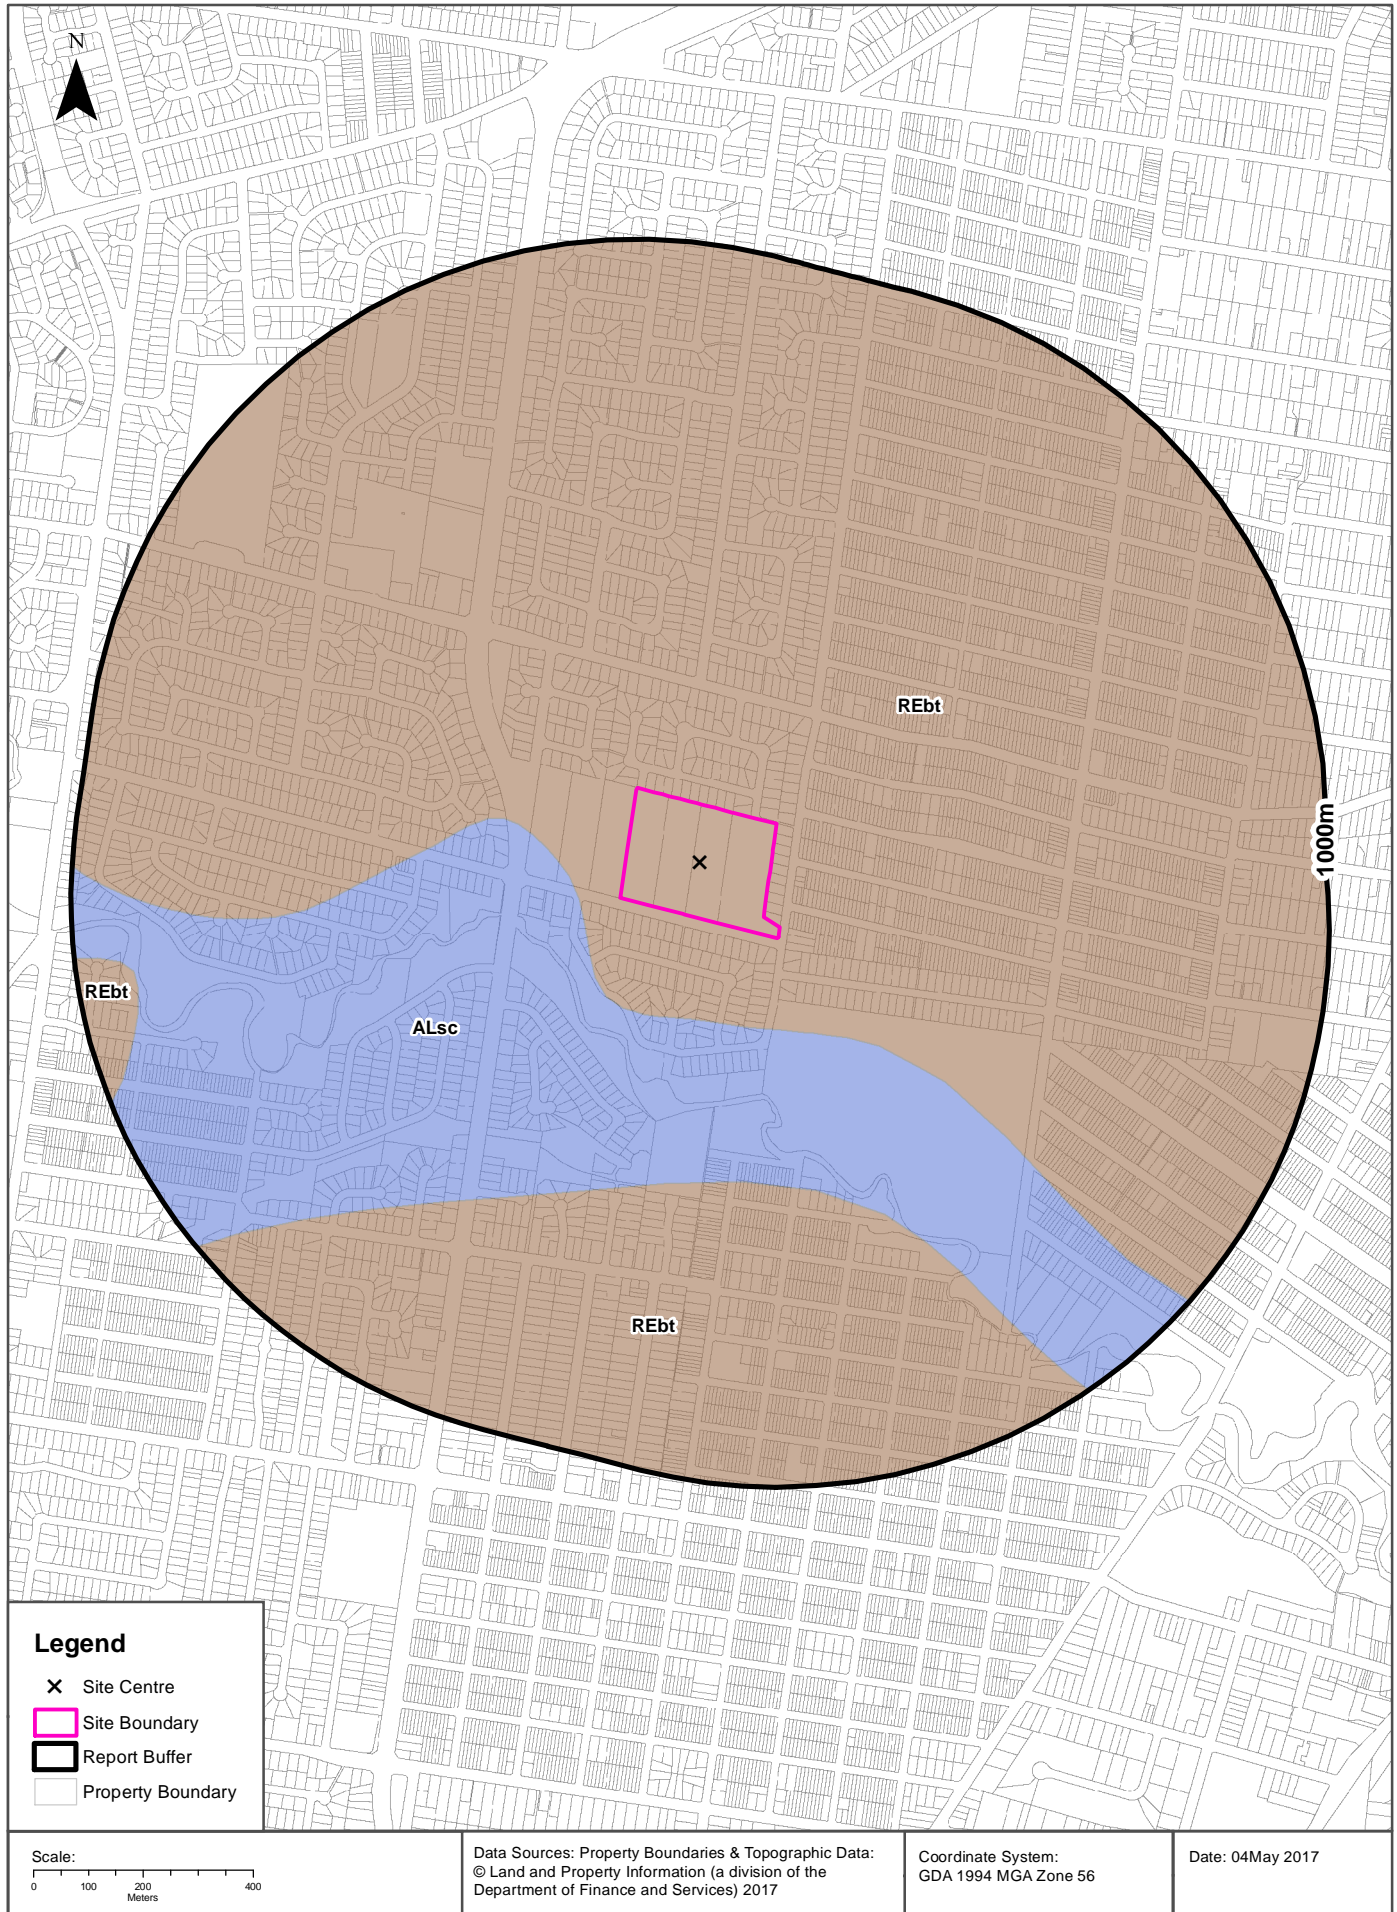 N
REbt
1000m
REbt
ALsc
REbt
Legend
Site Centre
Site Boundary
Report Buffer
Property Boundary
Scale:
0 100 200 400
Meters
Data Sources: Property Boundaries & Topographic Data:
© Land and Property Information (a division of the
Department of Finance and Services) 2017
Coordinate System:
GDA 1994 MGA Zone 56
Date: 04May 2017